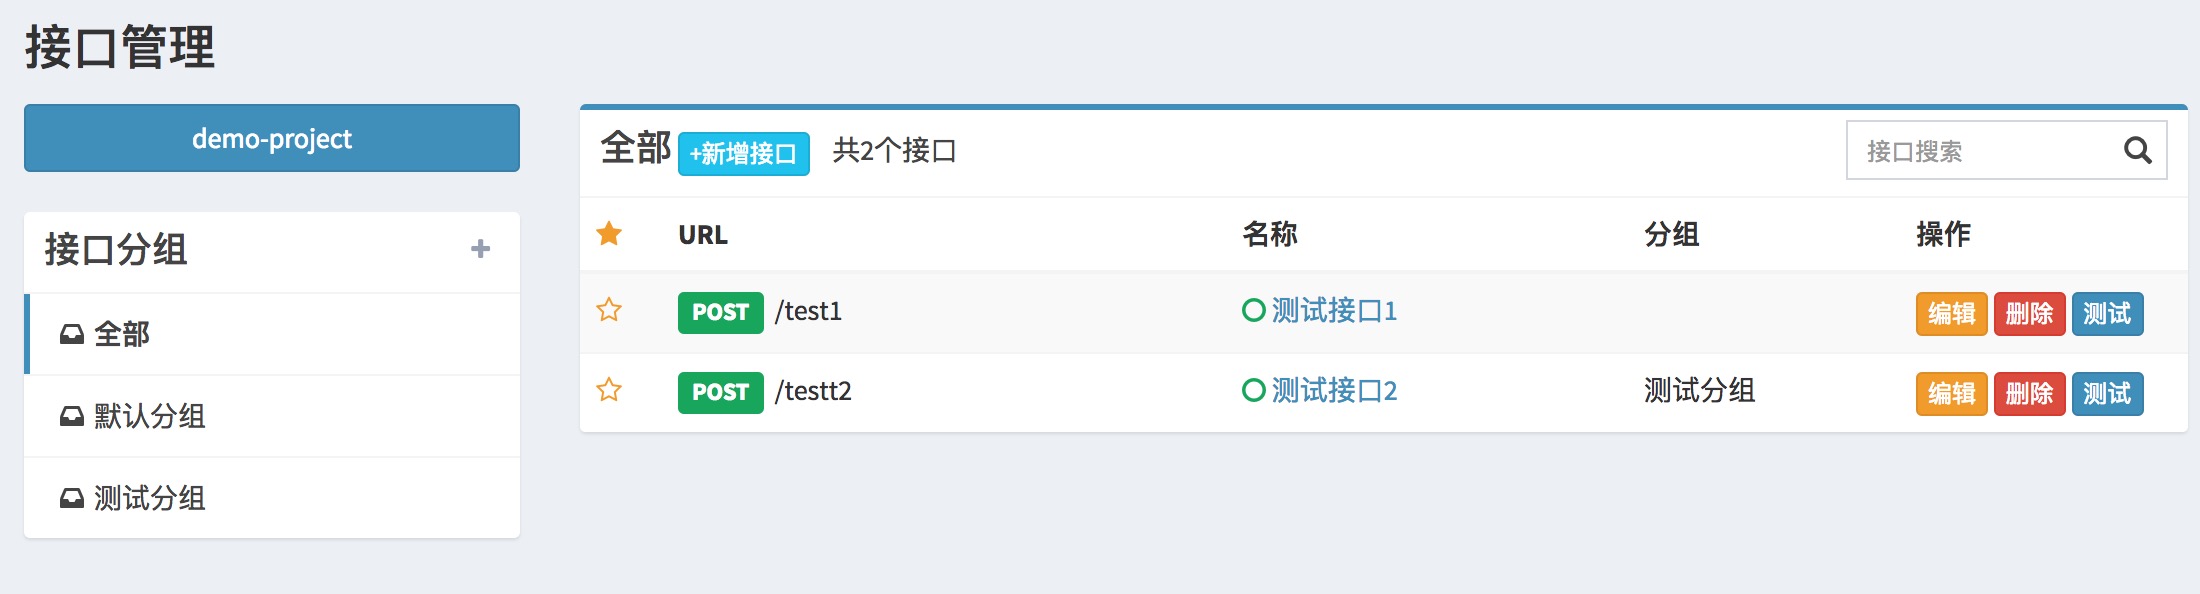 接口管理
demo-project
接口分组
全部
默认分组
测试分组
全部 +新增接口 共2个接口 接口搜索
URL 名称 分组 操作
POST /test1 测试接口1 编辑 删除 测试
POST /testt2 测试接口2 测试分组 编辑 删除 测试